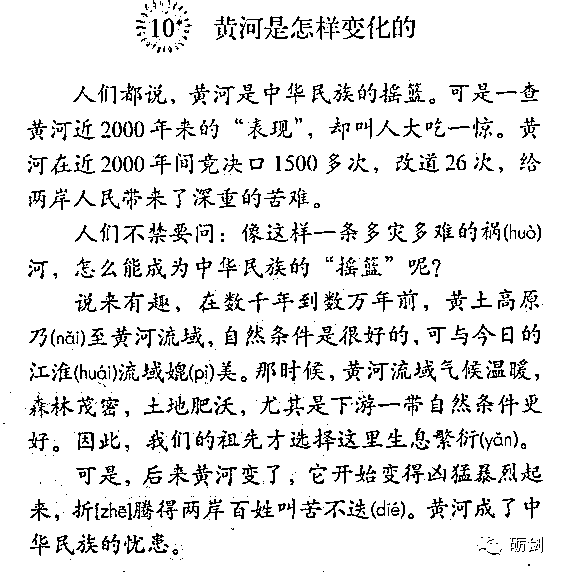 10* 黄河是怎样变化的
人们都说，黄河是中华民族的摇篮。可是一查
黄河近2000年来的“表现”，却叫人大吃一惊。黄
河在近2000年间竞决口1500多次，改道26次，给
两岸人民带来了深重的苦难。
人们不禁要问：像这样一条多灾多难的祸(huò)
河，怎么能成为中华民族的“摇篮”呢？
说来有趣，在数千年到数万年前，黄土高原
乃(nǎi)至黄河流域，自然条件是很好的，可与今日的
江淮(huái)流域媲(pì)美。那时候，黄河流域气候温暖，
森林茂密，土地肥沃，尤其是下游一带自然条件更
好。因此，我们的祖先才选择这里生息繁衍(yǎn)。
可是，后来黄河变了，它开始变得凶猛暴烈起
来，折[zhē]腾得两岸百姓叫苦不迭(dié)。黄河成了中
华民族的忧患。
砺剑